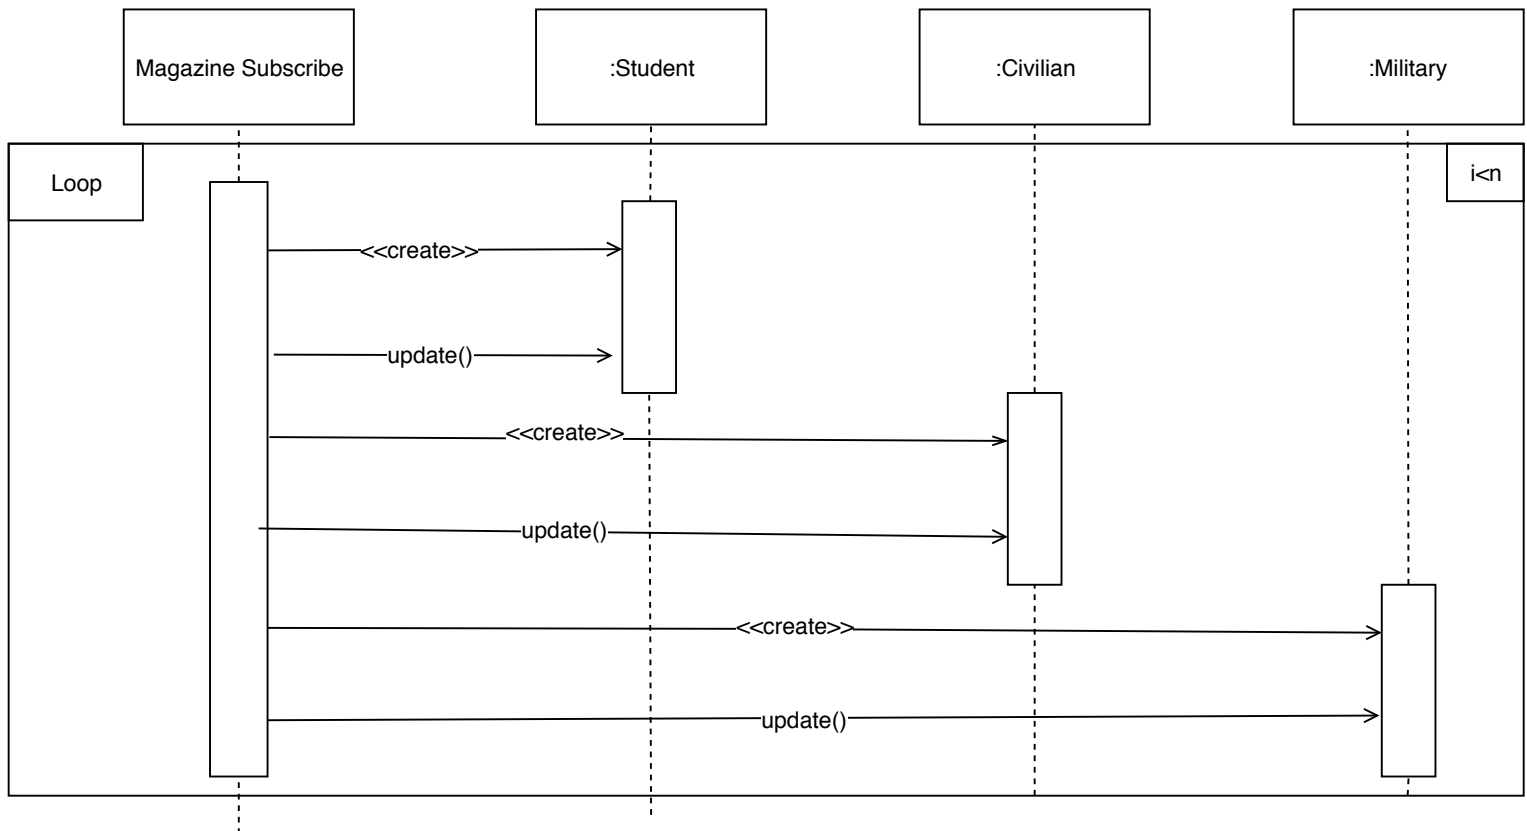 Magazine Subscribe
:Student
:Civilian
:Military
Loop
i<n
<<create>>
update()
<<create>>
update()
<<create>>
update()